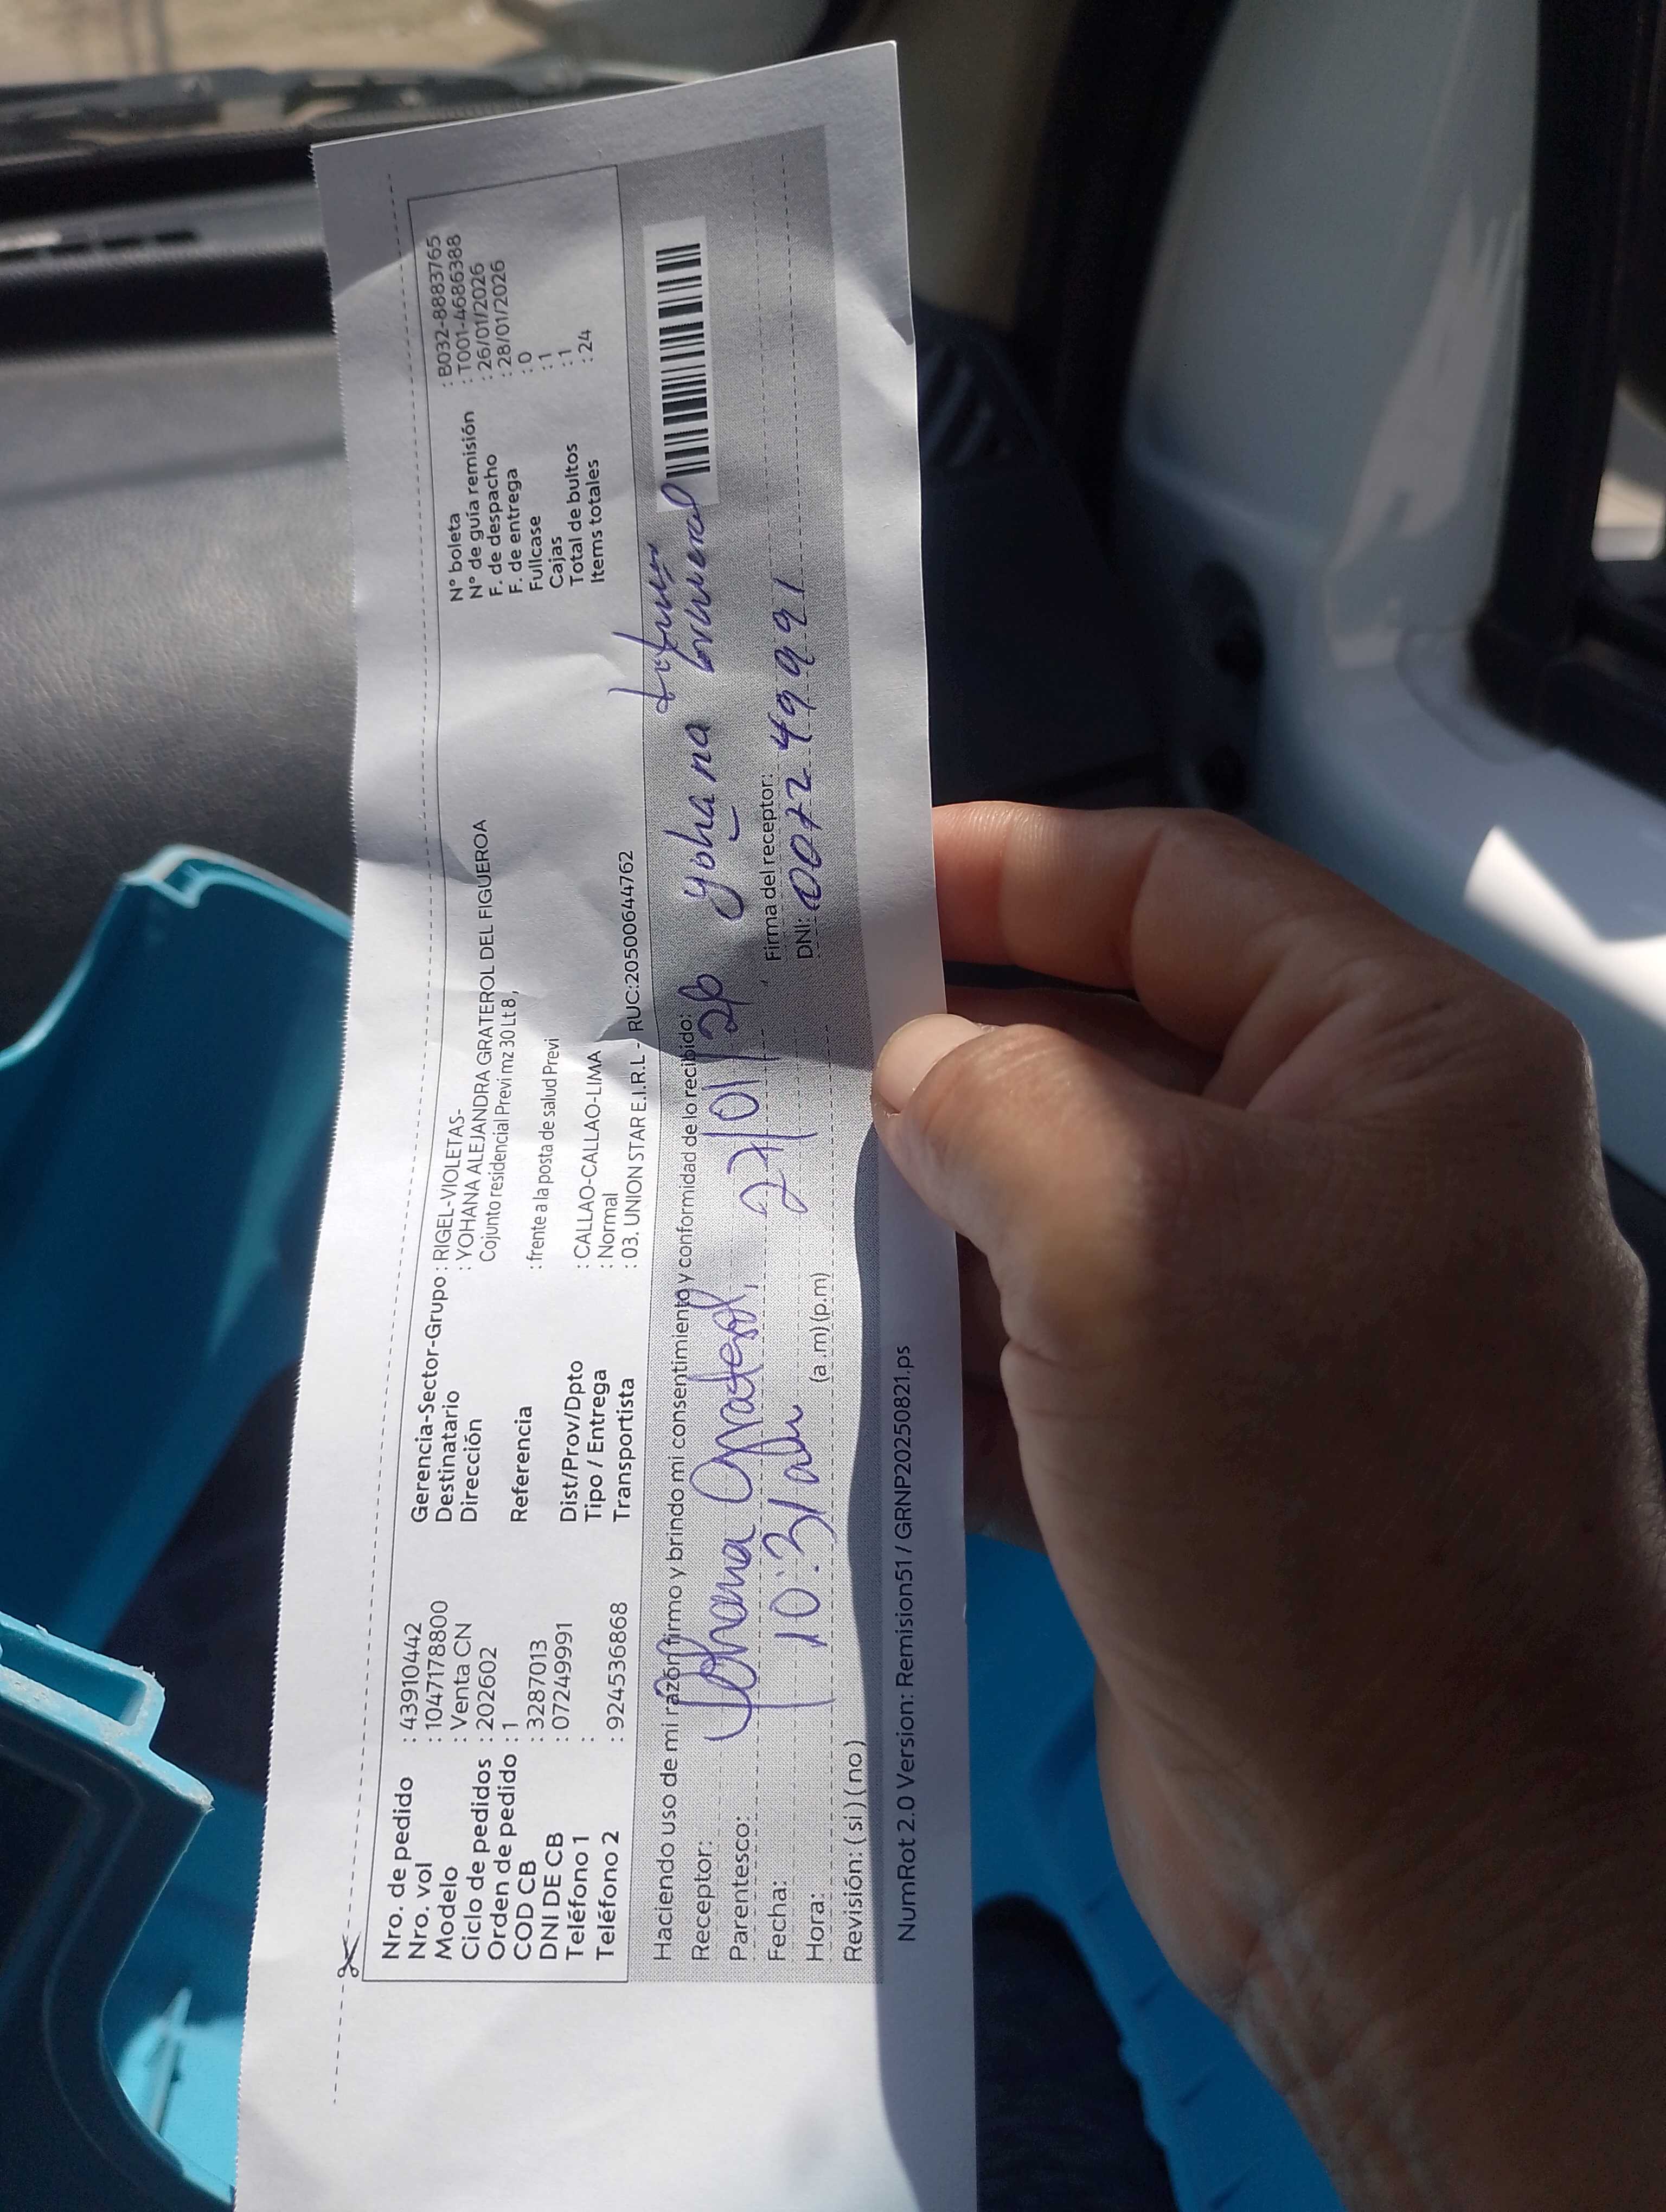 Nro. de pedido : 43910442
Nro. vol : 1047178800
Modelo : Venta CN
Ciclo de pedidos : 202602
Orden de pedido : 1
COD CB : 3287013
DNI DE CB : 07249991
Teléfono 1 :
Teléfono 2 : 924536868
Gerencia-Sector-Grupo : RIGEL-VIOLETAS-
Destinatario : YOHANA ALEJANDRA GRATEROL DEL FIGUEROA
Dirección Cojunto residencial Previ mz 30 Lt 8 ,
Referencia : frente a la posta de salud Previ
Dist/Prov/Dpto : CALLAO-CALLAO-LIMA
Tipo / Entrega : Normal
Transportista : 03. UNION STAR E.I.R.L - RUC:20500644762
N° boleta : B032-8883765
N° de guía remisión : T001-4686388
F. de despacho : 26/01/2026
F. de entrega : 28/01/2026
Fullcase : 0
Cajas : 1
Total de bultos : 1
Items totales : 24
Haciendo uso de mi razón firmo y brindo mi consentimiento y conformidad de lo recibido:
Receptor: Yohana Graterol,
Parentesco:
Fecha: 27/01/26
Hora: 10:31 am (a .m) (p.m)
Revisión: ( si ) ( no )
Yohana
Firma del receptor:
DNI: 007249991
NumRot 2.0 Version: Remision51 / GRNP20250821.ps